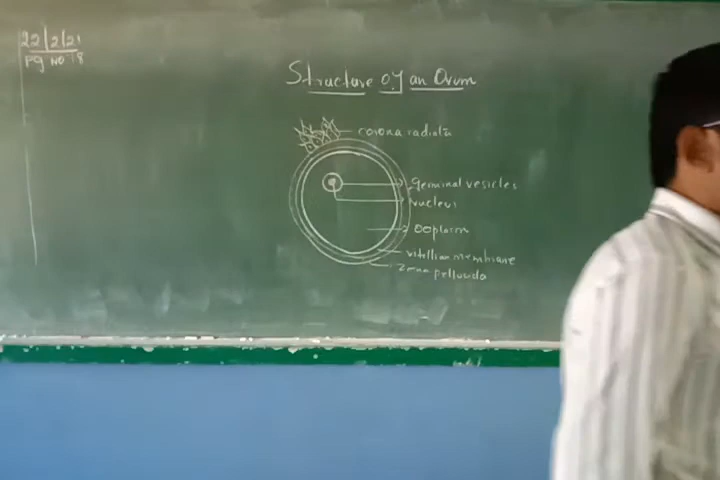 22/2/21
Pg No 18
Structure of an Ovum
corona radiata
germinal vesicles
nucleus
ooplasm
vitelline membrane
zona pellucida